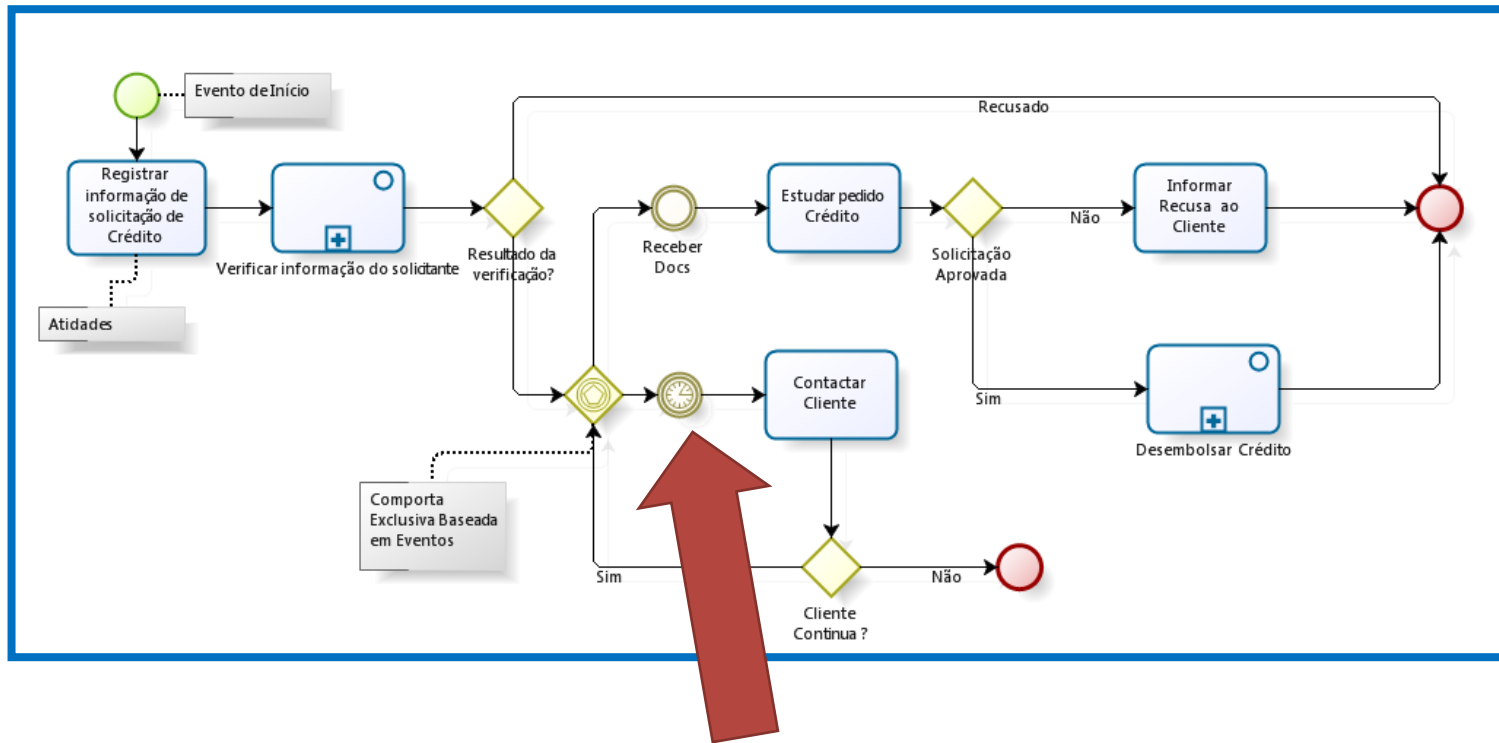 Evento de Início
Recusado
Registrar
informação de
solicitação de
Crédito
Verificar informação do solicitante
Resultado da
verificação?
Receber
Docs
Estudar pedido
Crédito
Solicitação
Aprovada
Não
Informar
Recusa ao
Cliente
Atidades
Contactar
Cliente
Sim
Desembolsar Crédito
Comporta
Exclusiva Baseada
em Eventos
Sim
Não
Cliente
Continua ?